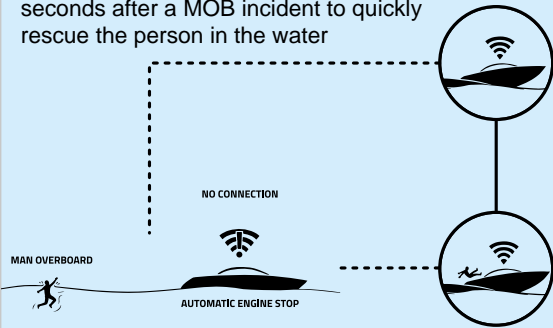 seconds after a MOB incident to quickly
rescue the person in the water
NO CONNECTION
MAN OVERBOARD
AUTOMATIC ENGINE STOP